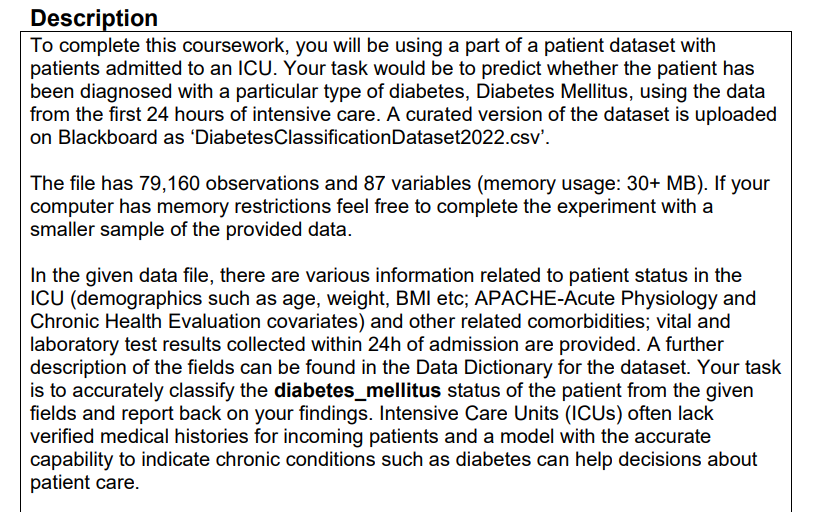 Description
To complete this coursework, you will be using a part of a patient dataset with
patients admitted to an ICU. Your task would be to predict whether the patient has
been diagnosed with a particular type of diabetes, Diabetes Mellitus, using the data
from the first 24 hours of intensive care. A curated version of the dataset is uploaded
on Blackboard as ‘DiabetesClassificationDataset2022.csv’.
The file has 79,160 observations and 87 variables (memory usage: 30+ MB). If your
computer has memory restrictions feel free to complete the experiment with a
smaller sample of the provided data.
In the given data file, there are various information related to patient status in the
ICU (demographics such as age, weight, BMI etc; APACHE-Acute Physiology and
Chronic Health Evaluation covariates) and other related comorbidities; vital and
laboratory test results collected within 24h of admission are provided. A further
description of the fields can be found in the Data Dictionary for the dataset. Your task
is to accurately classify the diabetes_mellitus status of the patient from the given
fields and report back on your findings. Intensive Care Units (ICUs) often lack
verified medical histories for incoming patients and a model with the accurate
capability to indicate chronic conditions such as diabetes can help decisions about
patient care.